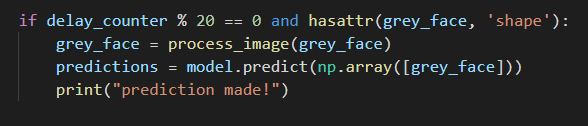 if delay_counter % 20 == 0 and hasattr(grey_face, 'shape'):
    grey_face = process_image(grey_face)
    predictions = model.predict(np.array([grey_face]))
    print("prediction made!")